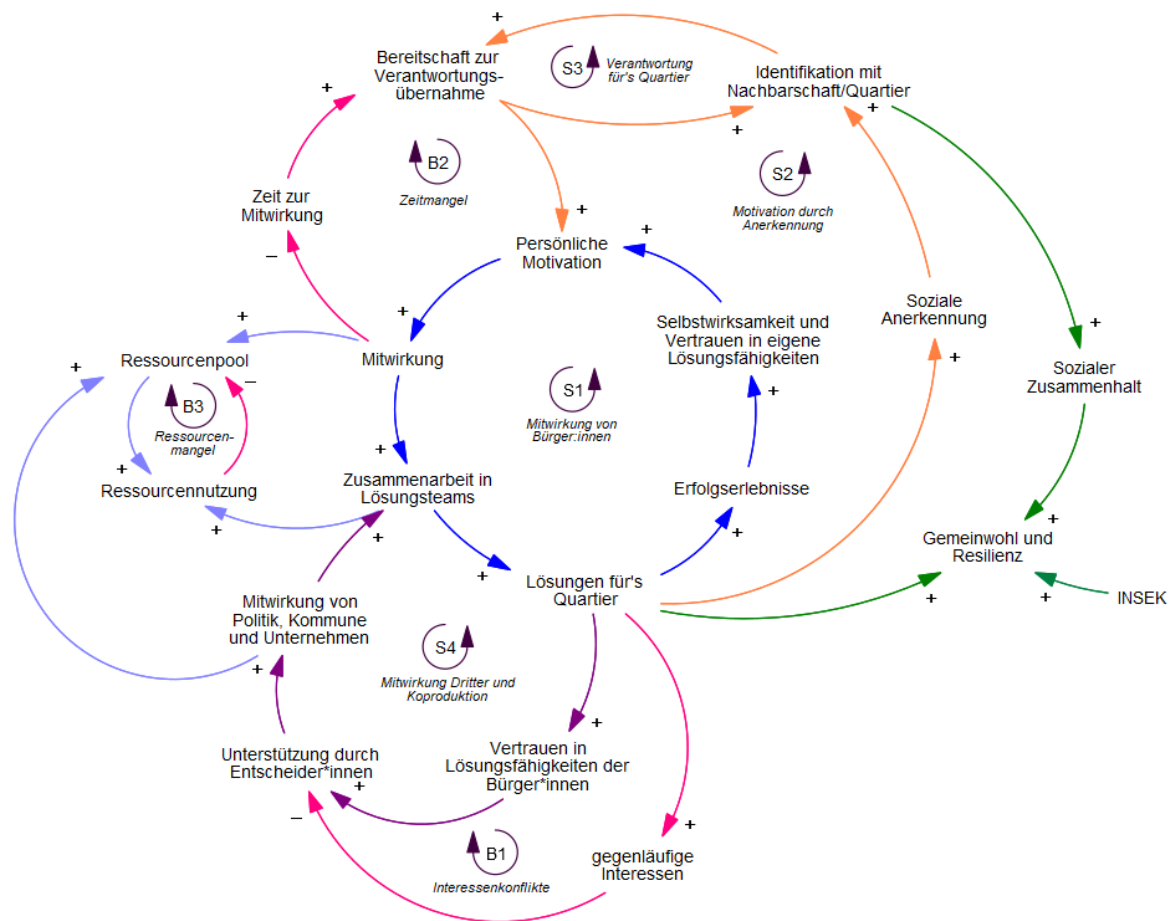 +
Bereitschaft zur
Verantwortungs-
übernahme
S3
Verantwortung
für's Quartier
Identifikation mit
Nachbarschaft/Quartier
+
+
+
B2
Zeitmangel
S2
Motivation durch
Anerkennung
Zeit zur
Mitwirkung
+
+
Persönliche
Motivation
–
+
+
Soziale
Anerkennung
Selbstwirksamkeit und
Vertrauen in eigene
Lösungsfähigkeiten
+
+
Ressourcenpool
+
–
Mitwirkung
+
Sozialer
Zusammenhalt
S1
Mitwirkung von
Bürger:innen
+
B3
Ressourcen-
mangel
+
+
Ressourcennutzung
Zusammenarbeit in
Lösungsteams
Erfolgserlebnisse
+
+
+
+
+
Gemeinwohl und
Resilienz
Lösungen für's
Quartier
+
+
INSEK
Mitwirkung von
Politik, Kommune
und Unternehmen
+
S4
Mitwirkung Dritter und
Koproduktion
+
Unterstützung durch
Entscheider*innen
Vertrauen in
Lösungsfähigkeiten der
Bürger*innen
+
–
+
B1
Interessenkonflikte
gegenläufige
Interessen